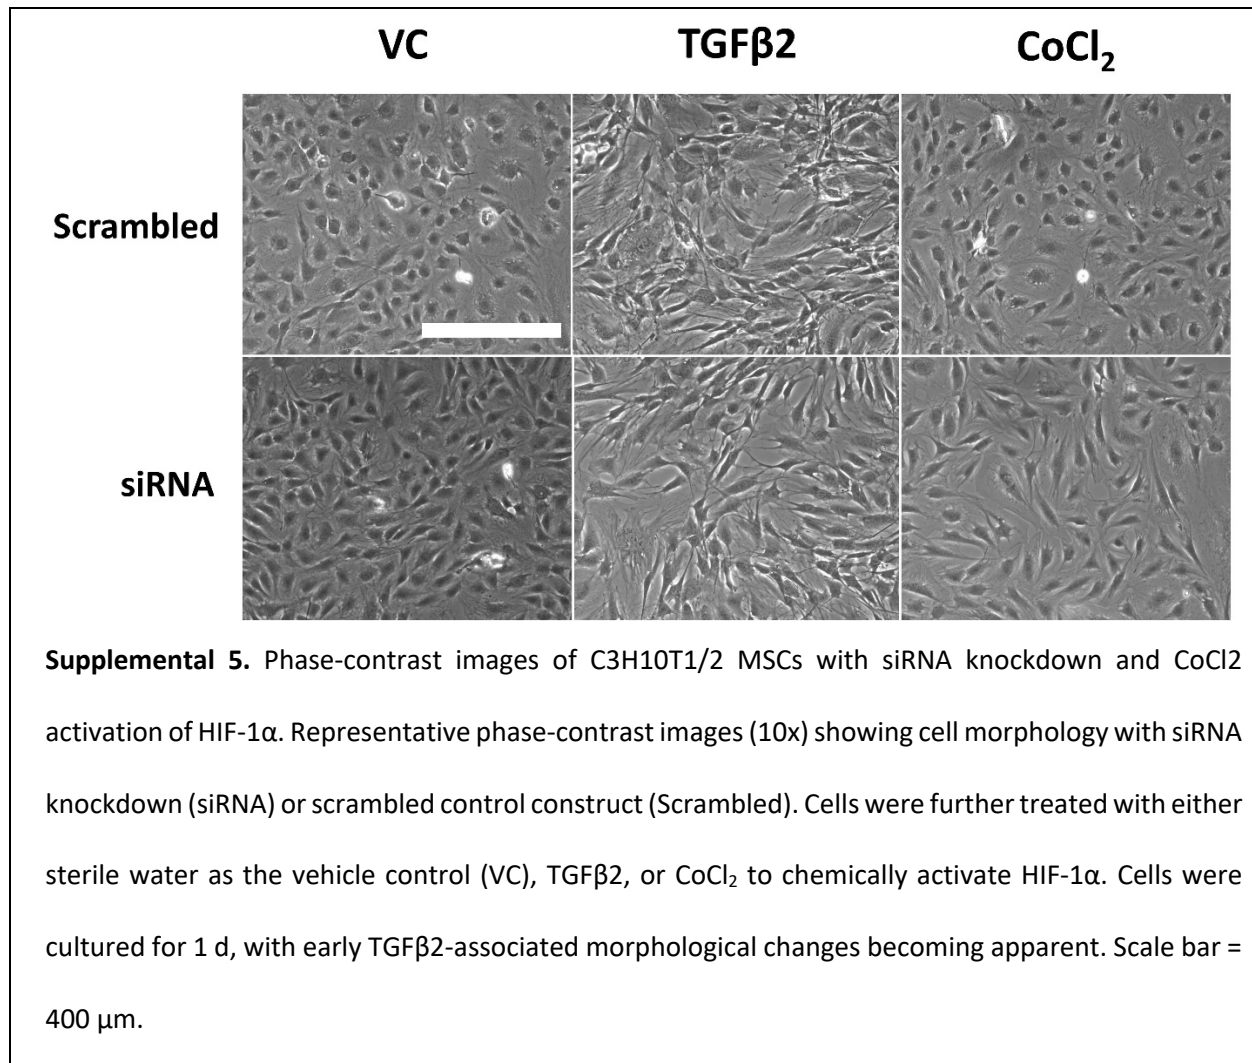 VC TGFβ2 CoCl₂
Scrambled
siRNA
Supplemental 5. Phase-contrast images of C3H10T1/2 MSCs with siRNA knockdown and CoCl2
activation of HIF-1α. Representative phase-contrast images (10x) showing cell morphology with siRNA
knockdown (siRNA) or scrambled control construct (Scrambled). Cells were further treated with either
sterile water as the vehicle control (VC), TGFβ2, or CoCl₂ to chemically activate HIF-1α. Cells were
cultured for 1 d, with early TGFβ2-associated morphological changes becoming apparent. Scale bar =
400 μm.